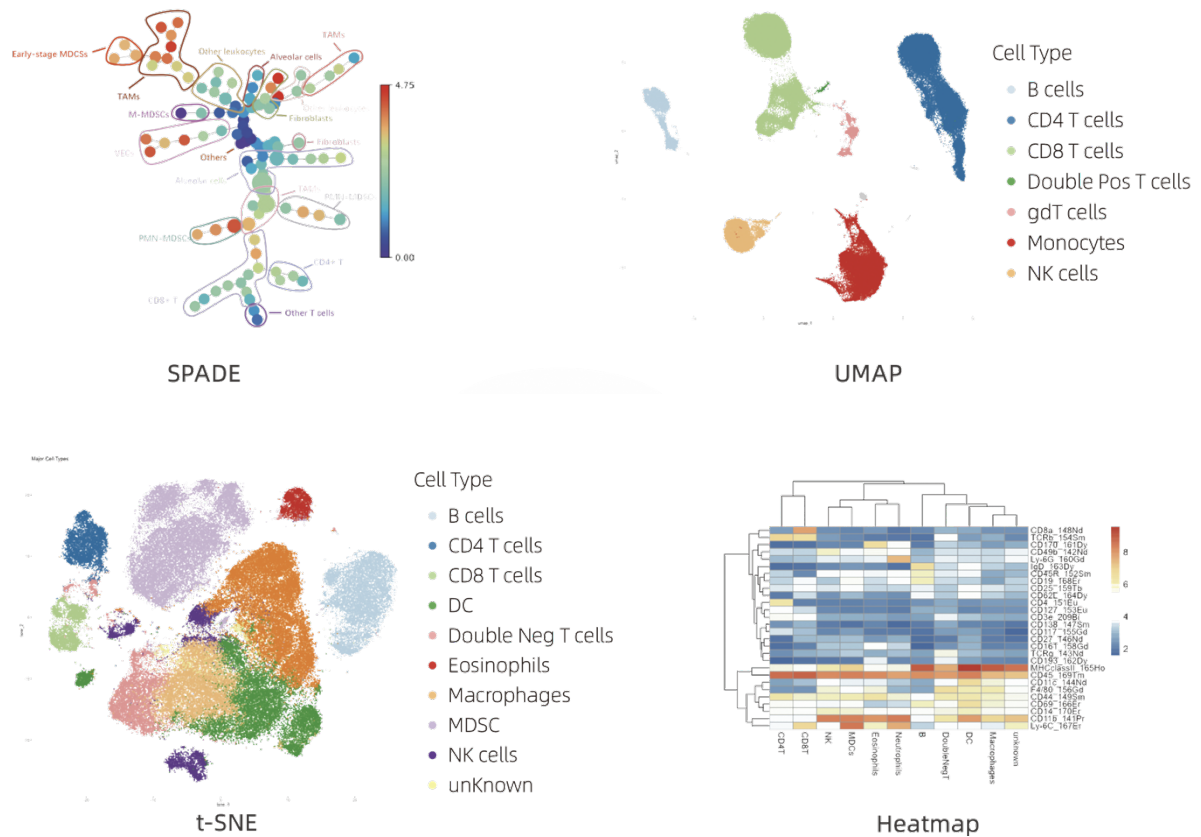 Early-stage MDCSs
TAMs
Other leukocytes
Alveolar cells
TAMs
Fibroblasts
M-MDSCs
Others
Fibroblasts
Alveolar cells
PMN-MDSCs
CD4+ T
CD8+ T
Other T cells
4.75
0.00
SPADE
Cell Type
B cells
CD4 T cells
CD8 T cells
Double Pos T cells
gdT cells
Monocytes
NK cells
UMAP
Major Cell Types
Cell Type
B cells
CD4 T cells
CD8 T cells
DC
Double Neg T cells
Eosinophils
Macrophages
MDSC
NK cells
unKnown
t-SNE
CD8a_148Nd
TCRb_154Sm
CD170_161Dy
CD49b_142Nd
Ly-6G_160Gd
IgD_163Dy
CD45R_152Sm
CD19_168Er
CD25_159Tb
CD62L_164Dy
CD4_151Eu
CD127_153Eu
CD3e_209Bi
CD138_147Sm
CD117_155Gd
CD27_146Nd
CD161_158Gd
TCRg_143Nd
CD193_162Dy
MHCclassII_165Ho
CD45_169Tm
CD11c_144Nd
F4/80_156Gd
CD44_149Sm
CD69_166Er
CD14_170Er
CD11b_141Pr
Ly-6C_167Er
8
6
4
2
CD4T
CD8T
NK
MDCs
Eosinophils
Neutrophils
B
DoubleNegT
DC
Macrophages
unknown
Heatmap